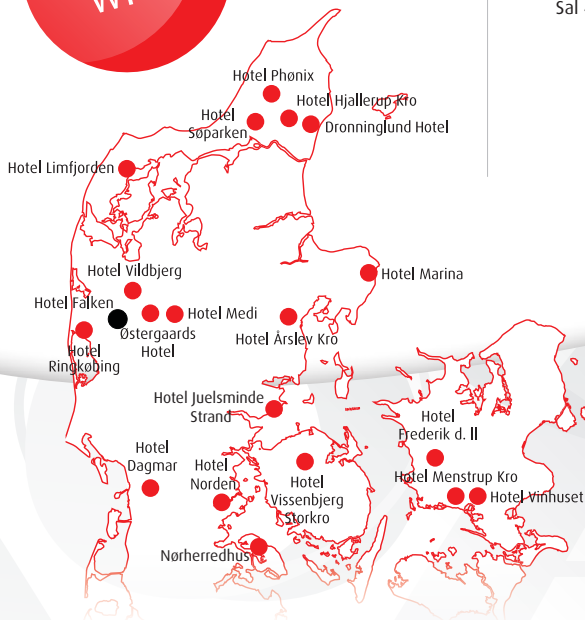 Sal
Hotel Phønix
Hotel Hjallerup Kro
Hotel
Søparken
Dronninglund Hotel
Hotel Limfjorden
Hotel Vildbjerg
Hotel Marina
Hotel Falken
Hotel Medi
Østergaards
Hotel
Hotel Årslev Kro
Hotel
Ringkøbing
Hotel Juelsminde
Strand
Hotel
Frederik d. II
Hotel
Dagmar
Hotel
Norden
Hotel
Vissenbjerg
Storkro
Hotel Menstrup Kro
Hotel Vinhuset
Nørherredhus